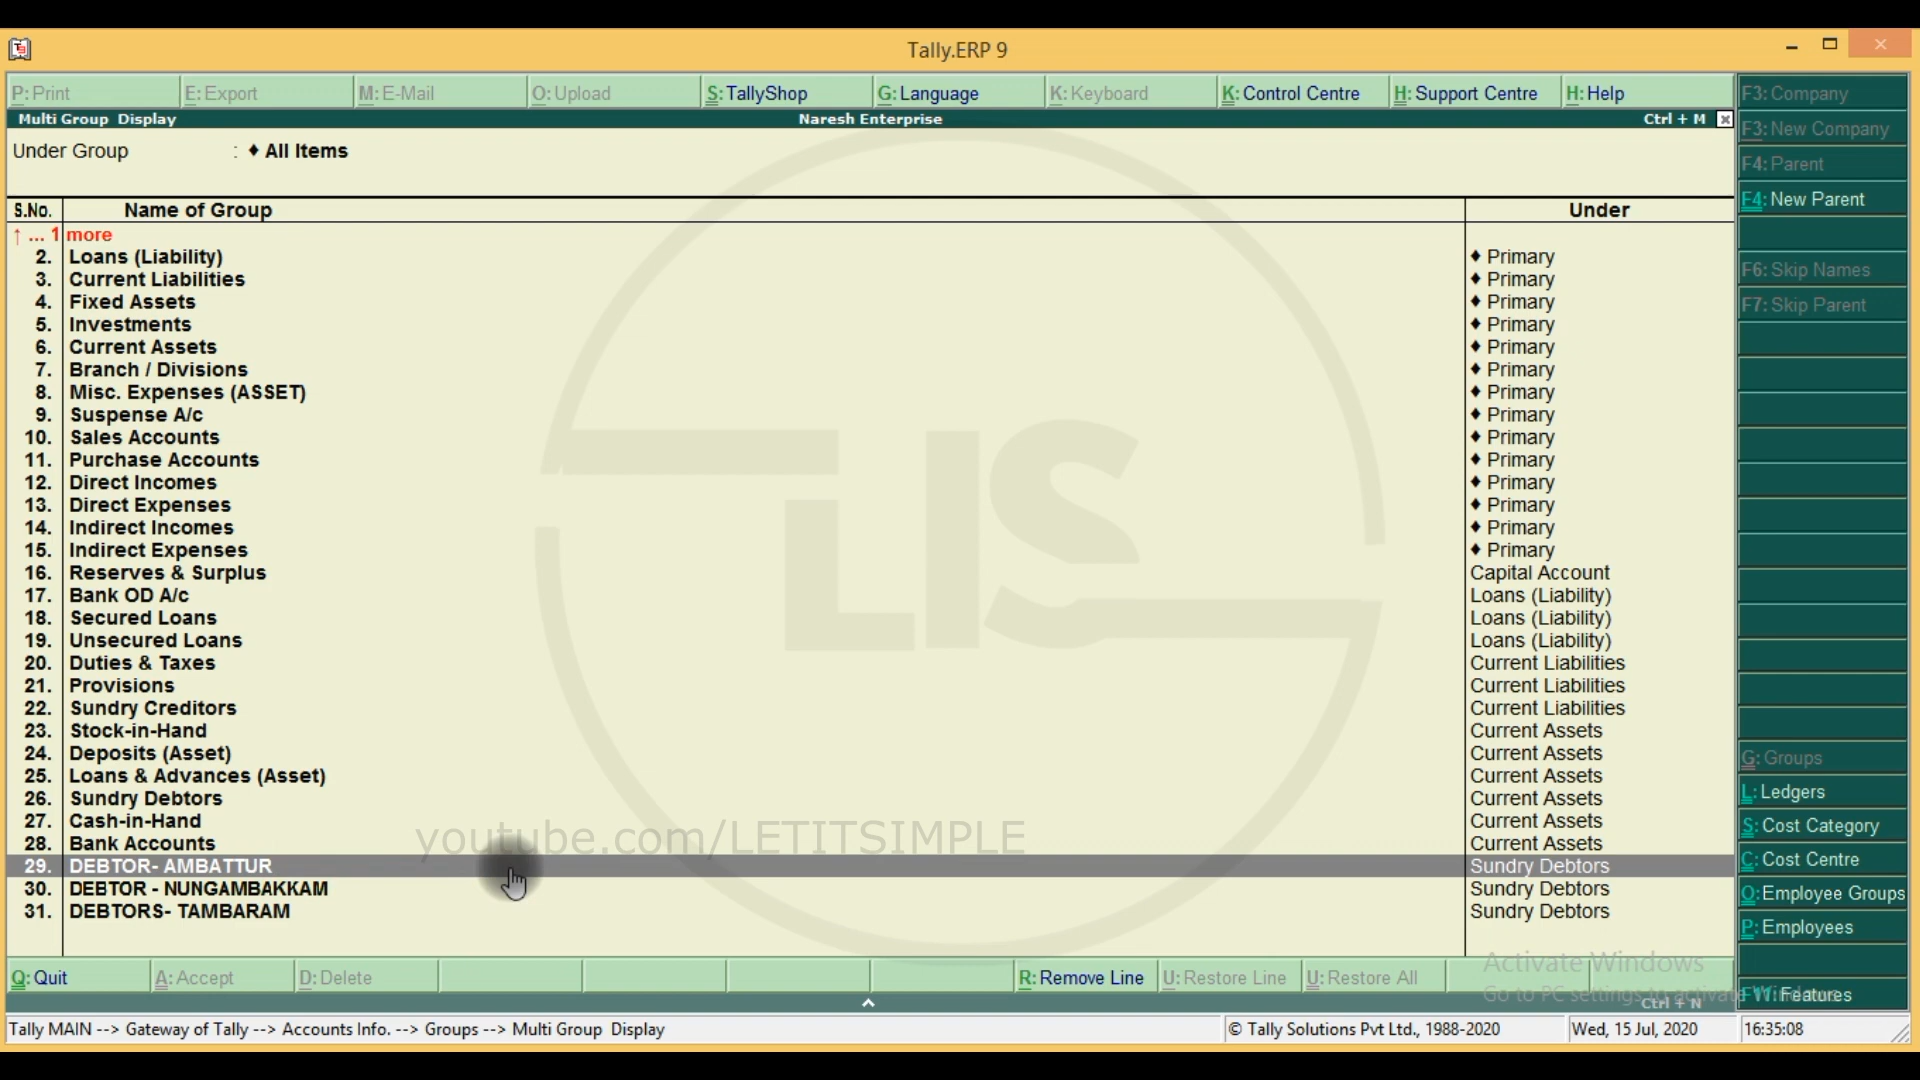 Tally.ERP 9
P: Print E: Export M: E-Mail O: Upload S: TallyShop G: Language K: Keyboard K: Control Centre H: Support Centre H: Help
Multi Group Display Naresh Enterprise Ctrl + M
Under Group : ♦ All Items
S.No. Name of Group Under
↑ ... 1 more
2. Loans (Liability) ♦ Primary
3. Current Liabilities ♦ Primary
4. Fixed Assets ♦ Primary
5. Investments ♦ Primary
6. Current Assets ♦ Primary
7. Branch / Divisions ♦ Primary
8. Misc. Expenses (ASSET) ♦ Primary
9. Suspense A/c ♦ Primary
10. Sales Accounts ♦ Primary
11. Purchase Accounts ♦ Primary
12. Direct Incomes ♦ Primary
13. Direct Expenses ♦ Primary
14. Indirect Incomes ♦ Primary
15. Indirect Expenses ♦ Primary
16. Reserves & Surplus Capital Account
17. Bank OD A/c Loans (Liability)
18. Secured Loans Loans (Liability)
19. Unsecured Loans Loans (Liability)
20. Duties & Taxes Current Liabilities
21. Provisions Current Liabilities
22. Sundry Creditors Current Liabilities
23. Stock-in-Hand Current Assets
24. Deposits (Asset) Current Assets
25. Loans & Advances (Asset) Current Assets
26. Sundry Debtors Current Assets
27. Cash-in-Hand Current Assets
28. Bank Accounts Current Assets
29. DEBTOR- AMBATTUR Sundry Debtors
30. DEBTOR - NUNGAMBAKKAM Sundry Debtors
31. DEBTORS- TAMBARAM Sundry Debtors
LIS
youtube.com/LETITSIMPLE
F3: Company
F3: New Company
F4: Parent
F4: New Parent
F6: Skip Names
F7: Skip Parent
G: Groups
L: Ledgers
S: Cost Category
C: Cost Centre
O: Employee Groups
P: Employees
Activate Windows
Go to PC settings to activate Windows.
Features
Q: Quit A: Accept D: Delete R: Remove Line U: Restore Line U: Restore All
Ctrl + N
Tally MAIN --> Gateway of Tally --> Accounts Info. --> Groups --> Multi Group Display © Tally Solutions Pvt Ltd., 1988-2020 Wed, 15 Jul, 2020 16:35:08